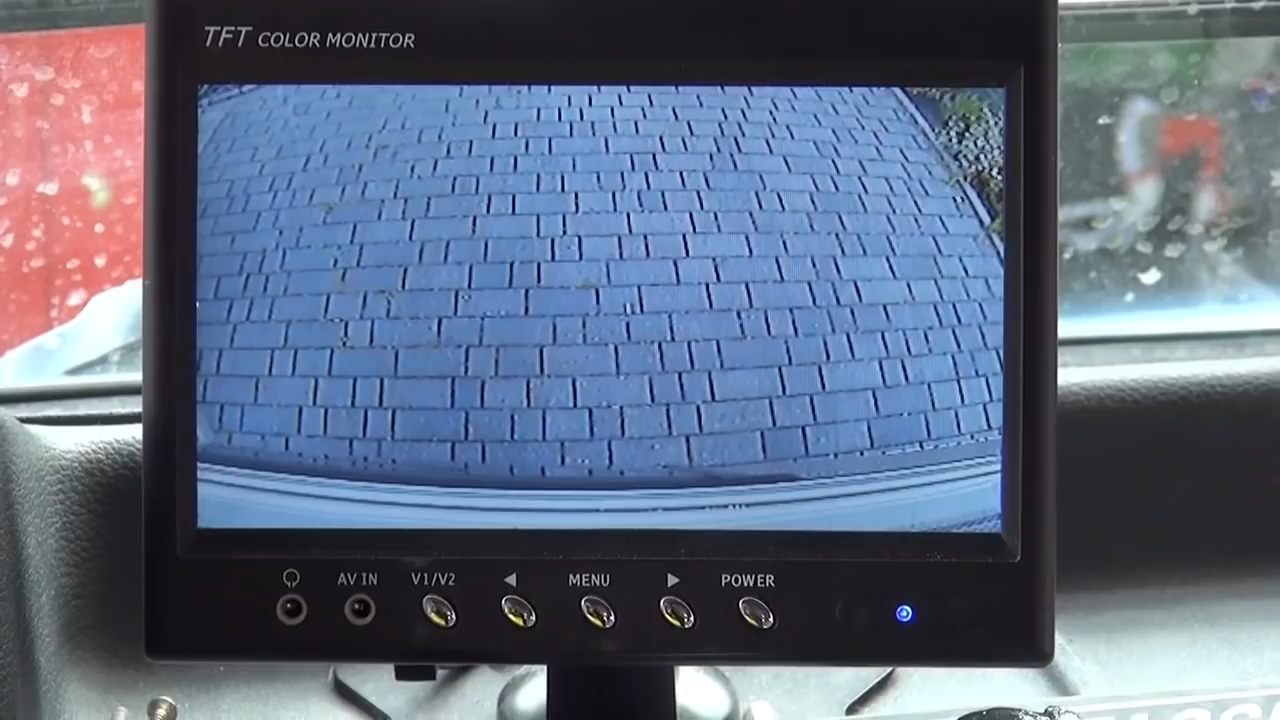 TFT COLOR MONITOR
AV IN V1/V2 ◀ MENU ▶ POWER